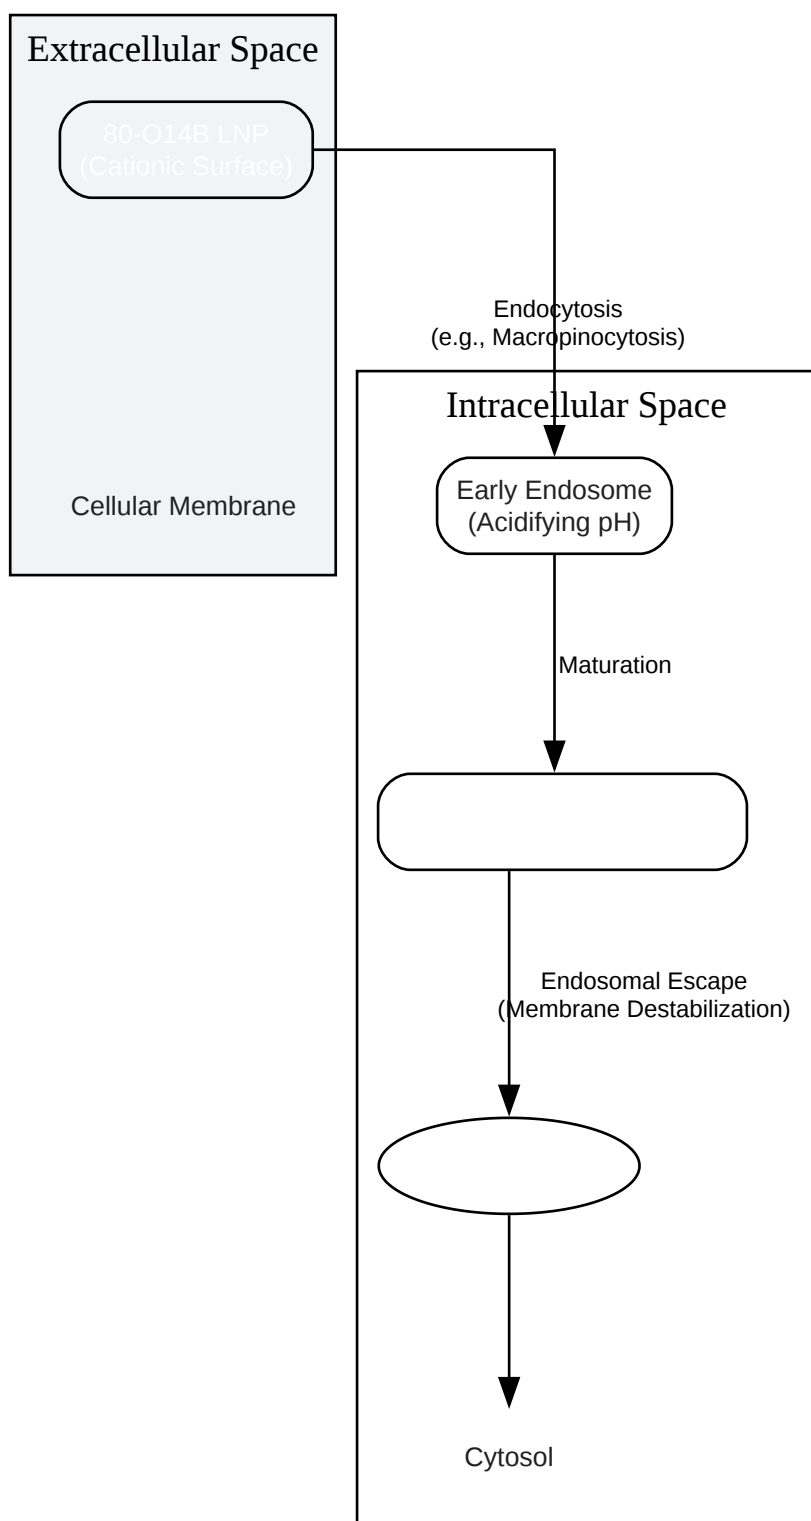 Extracellular Space
80-O14B LNP
(Cationic Surface)
Cellular Membrane
Endocytosis
(e.g., Macropinocytosis)
Intracellular Space
Early Endosome
(Acidifying pH)
Maturation
Endosomal Escape
(Membrane Destabilization)
Cytosol